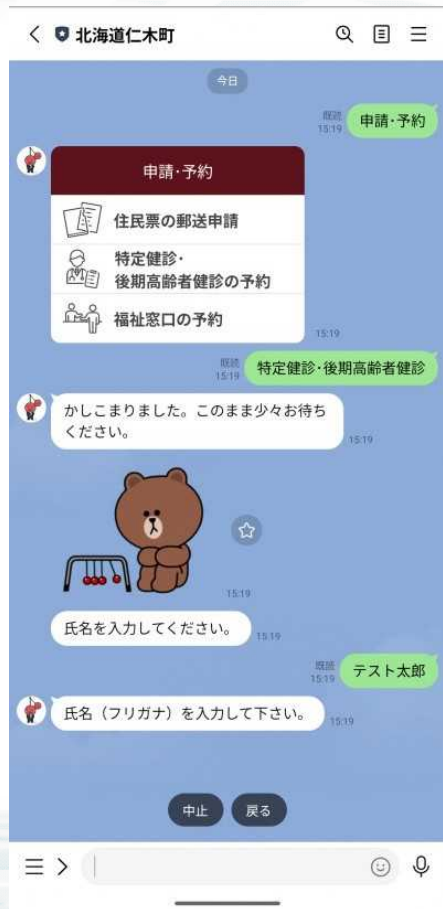 北海道仁木町
今日
既読
15:19
申請・予約
申請・予約
住民票の郵送申請
特定健診・
後期高齢者健診の予約
福祉窓口の予約
15:19
既読
15:19
特定健診・後期高齢者健診
かしこまりました。このまま少々お待ち
ください。
15:19
15:19
氏名を入力してください。
15:19
既読
15:19
テスト太郎
氏名（フリガナ）を入力して下さい。
15:19
中止
戻る